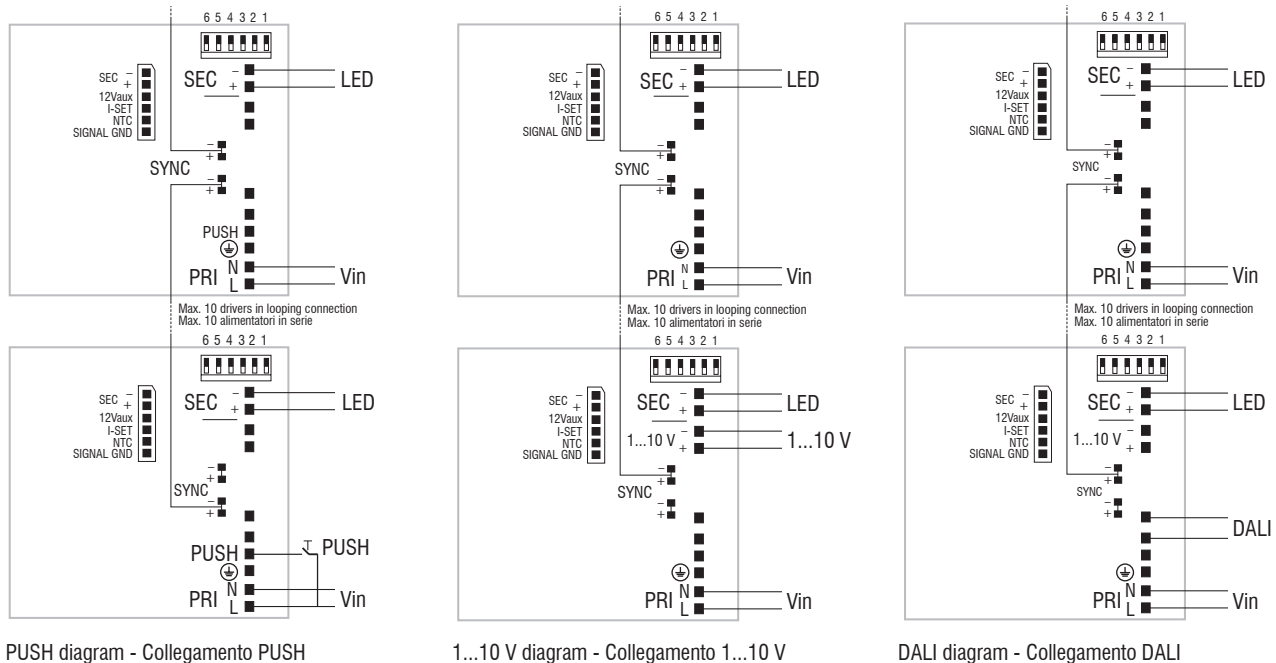 6 5 4 3 2 1
SEC -
+
12Vaux
I-SET
NTC
SIGNAL GND
SEC -
+
LED
-
+
SYNC
-
+
PUSH
N
PRI
L
Vin
Max. 10 drivers in looping connection
Max. 10 alimentatori in serie
6 5 4 3 2 1
SEC -
+
12Vaux
I-SET
NTC
SIGNAL GND
SEC -
+
LED
-
+
SYNC
-
+
PUSH
PUSH
N
PRI
L
Vin
PUSH diagram - Collegamento PUSH
6 5 4 3 2 1
SEC -
+
12Vaux
I-SET
NTC
SIGNAL GND
SEC -
+
LED
-
+
SYNC
-
+
N
PRI
L
Vin
Max. 10 drivers in looping connection
Max. 10 alimentatori in serie
6 5 4 3 2 1
SEC -
+
12Vaux
I-SET
NTC
SIGNAL GND
SEC -
+
LED
1...10 V -
+
1...10 V
-
+
SYNC
-
+
N
PRI
L
Vin
1...10 V diagram - Collegamento 1...10 V
6 5 4 3 2 1
SEC -
+
12Vaux
I-SET
NTC
SIGNAL GND
SEC -
+
LED
-
+
SYNC
-
+
N
PRI
L
Vin
Max. 10 drivers in looping connection
Max. 10 alimentatori in serie
6 5 4 3 2 1
SEC -
+
12Vaux
I-SET
NTC
SIGNAL GND
SEC -
+
LED
1...10 V -
+
-
+
SYNC
-
+
DALI
N
PRI
L
Vin
DALI diagram - Collegamento DALI